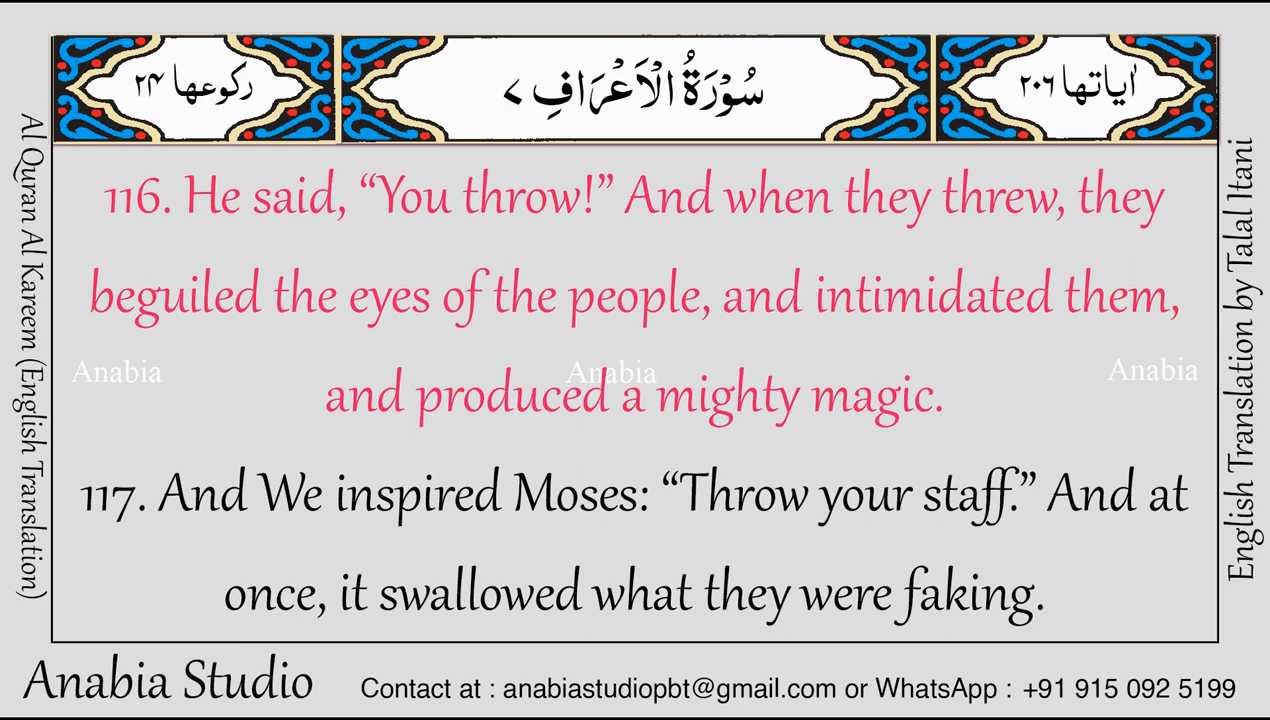 رکوعها ۲۴
سُوْرَةُ الْاَعْرَافِ ۷
اٰیاتها ۲۰۶
Al Quran Al Kareem (English Translation)
English Translation by Talal Itani
116. He said, “You throw!” And when they threw, they
beguiled the eyes of the people, and intimidated them,
Anabia Anabia Anabia
and produced a mighty magic.
117. And We inspired Moses: “Throw your staff.” And at
once, it swallowed what they were faking.
Anabia Studio
Contact at : anabiastudiopbt@gmail.com or WhatsApp : +91 915 092 5199